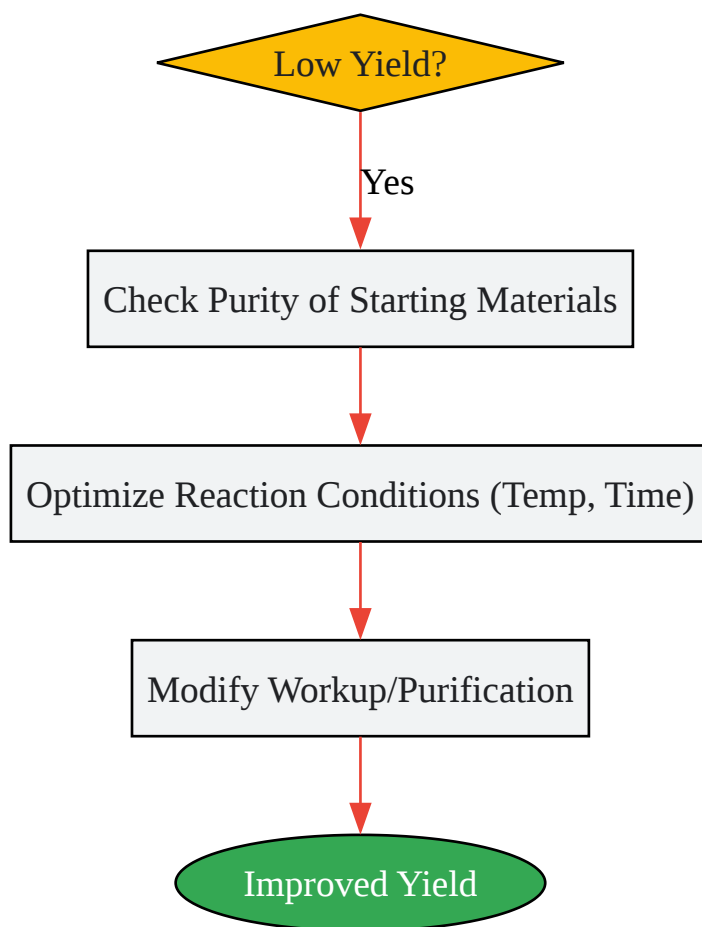 Low Yield?
Yes
Check Purity of Starting Materials
Optimize Reaction Conditions (Temp, Time)
Modify Workup/Purification
Improved Yield